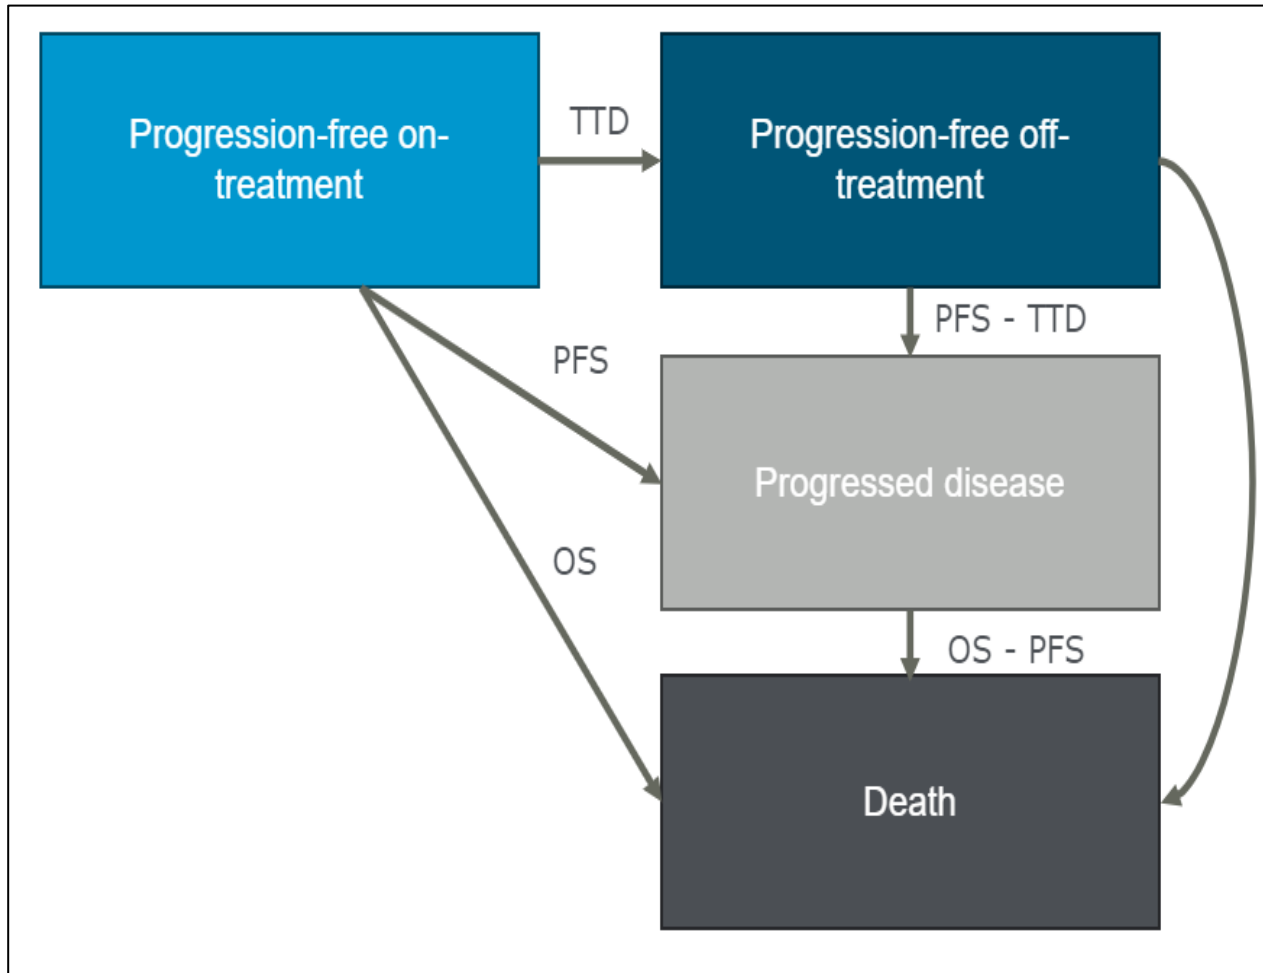 Progression-free on-
treatment
TTD
Progression-free off-
treatment
PFS - TTD
PFS
Progressed disease
OS
OS - PFS
Death